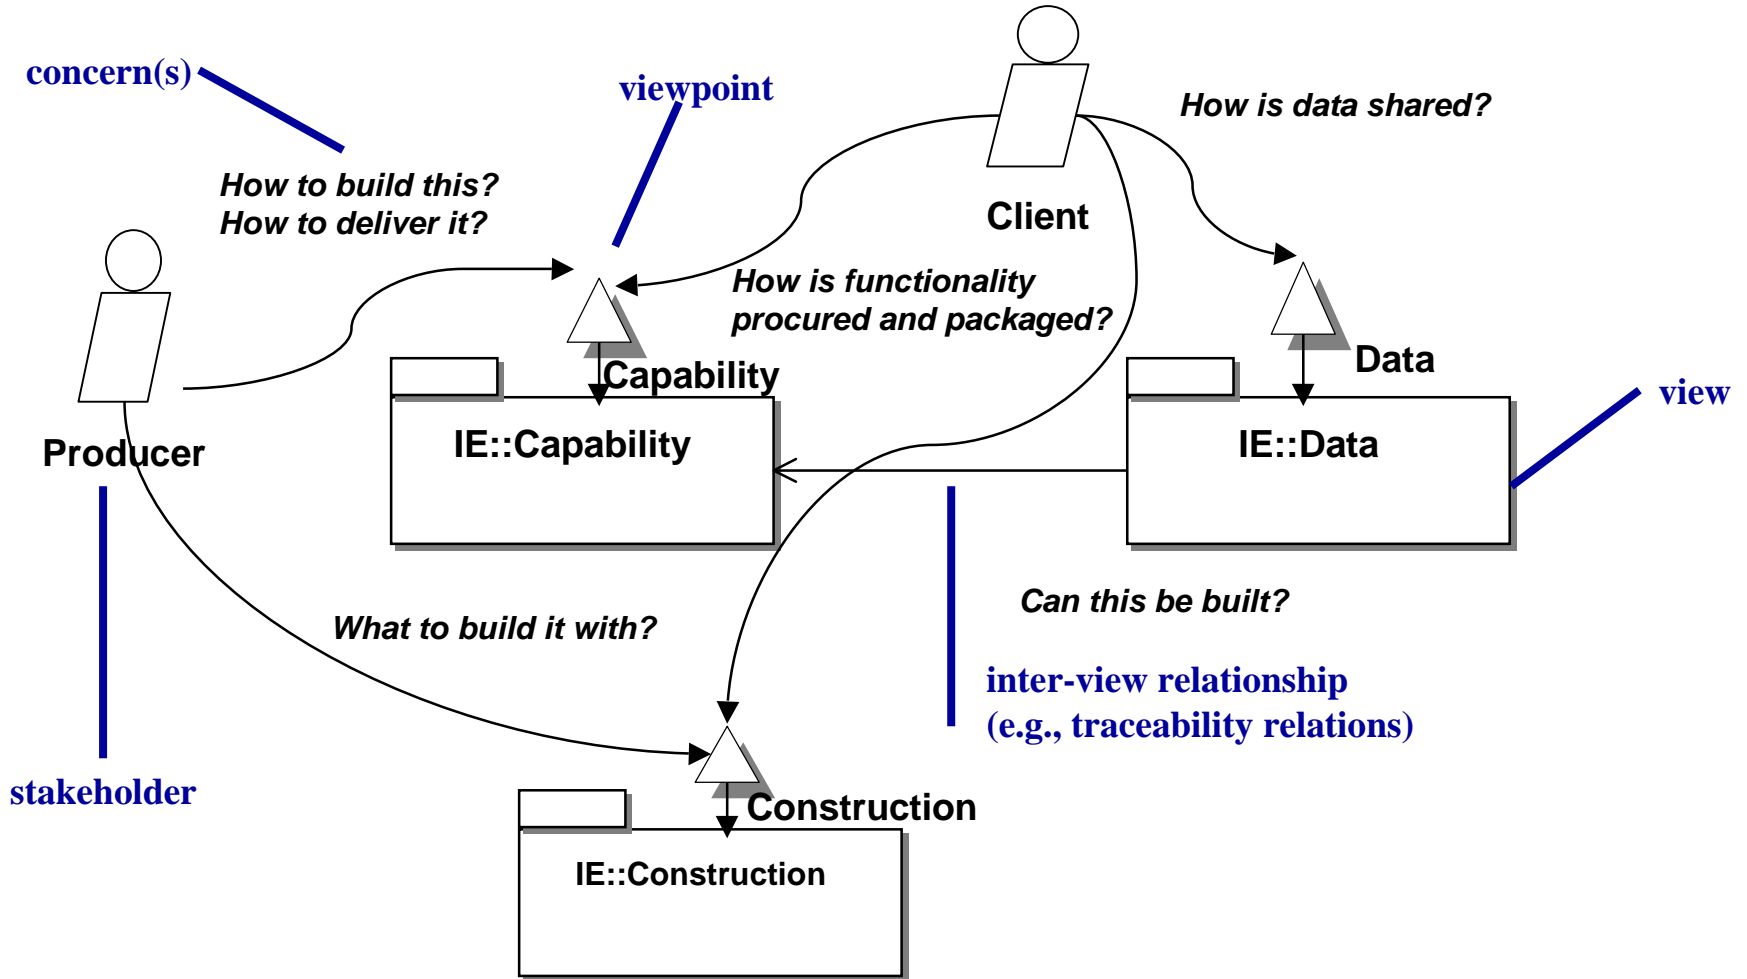 concern(s)
viewpoint
How is data shared?
How to build this?
How to deliver it?
Client
How is functionality
procured and packaged?
Capability
Data
view
Producer
IE::Capability
IE::Data
What to build it with?
Can this be built?
inter-view relationship
(e.g., traceability relations)
stakeholder
Construction
IE::Construction